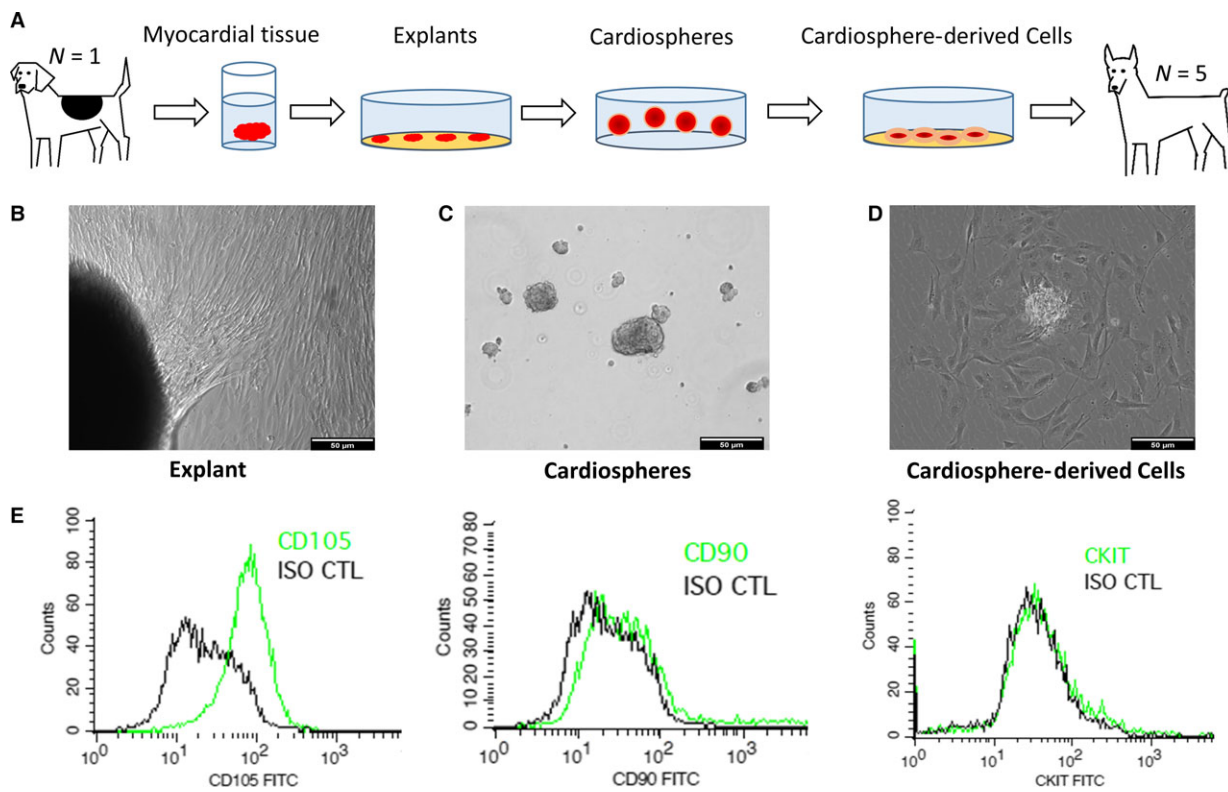 A
Myocardial tissue
Explants
Cardiospheres
Cardiosphere-derived Cells
N = 1
N = 5
B
C
D
50 µm
50 µm
50 µm
Explant
Cardiospheres
Cardiosphere-derived Cells
E
100
80
60
40
20
0
Counts
CD105
ISO CTL
10⁰
10¹
10²
10³
CD105 FITC
80
70
60
50
40
30
20
10
0
Counts
CD90
ISO CTL
10⁰
10¹
10²
10³
CD90 FITC
100
80
60
40
20
0
Counts
CKIT
ISO CTL
10⁰
10¹
10²
10³
CKIT FITC